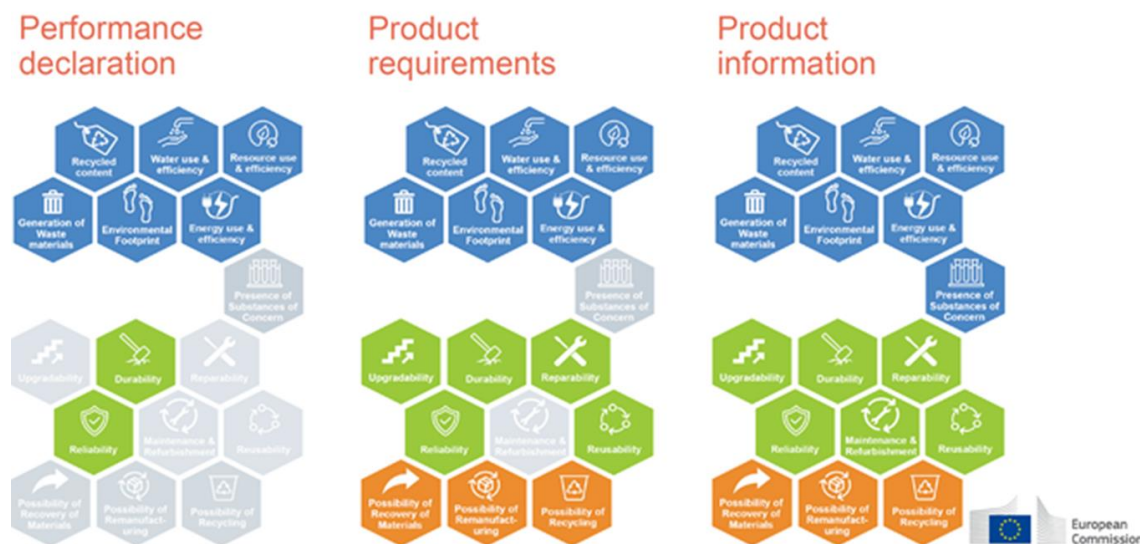 Performance
declaration
Recycled
content
Water use &
efficiency
Resource use
& efficiency
Generation of
Waste
materials
Environmental
Footprint
Energy use &
efficiency
Presence of
Substances of
Concern
Upgradability
Durability
Reparability
Reliability
Maintenance &
Refurbishment
Reusability
Possibility of
Recovery of
Materials
Possibility of
Remanufact-
uring
Possibility of
Recycling
Product
requirements
Recycled
content
Water use &
efficiency
Resource use
& efficiency
Generation of
Waste
materials
Environmental
Footprint
Energy use &
efficiency
Presence of
Substances of
Concern
Upgradability
Durability
Reparability
Reliability
Maintenance &
Refurbishment
Reusability
Possibility of
Recovery of
Materials
Possibility of
Remanufact-
uring
Possibility of
Recycling
Product
information
Recycled
content
Water use &
efficiency
Resource use
& efficiency
Generation of
Waste
materials
Environmental
Footprint
Energy use &
efficiency
Presence of
Substances of
Concern
Upgradability
Durability
Reparability
Reliability
Maintenance &
Refurbishment
Reusability
Possibility of
Recovery of
Materials
Possibility of
Remanufact-
uring
Possibility of
Recycling
European
Commission